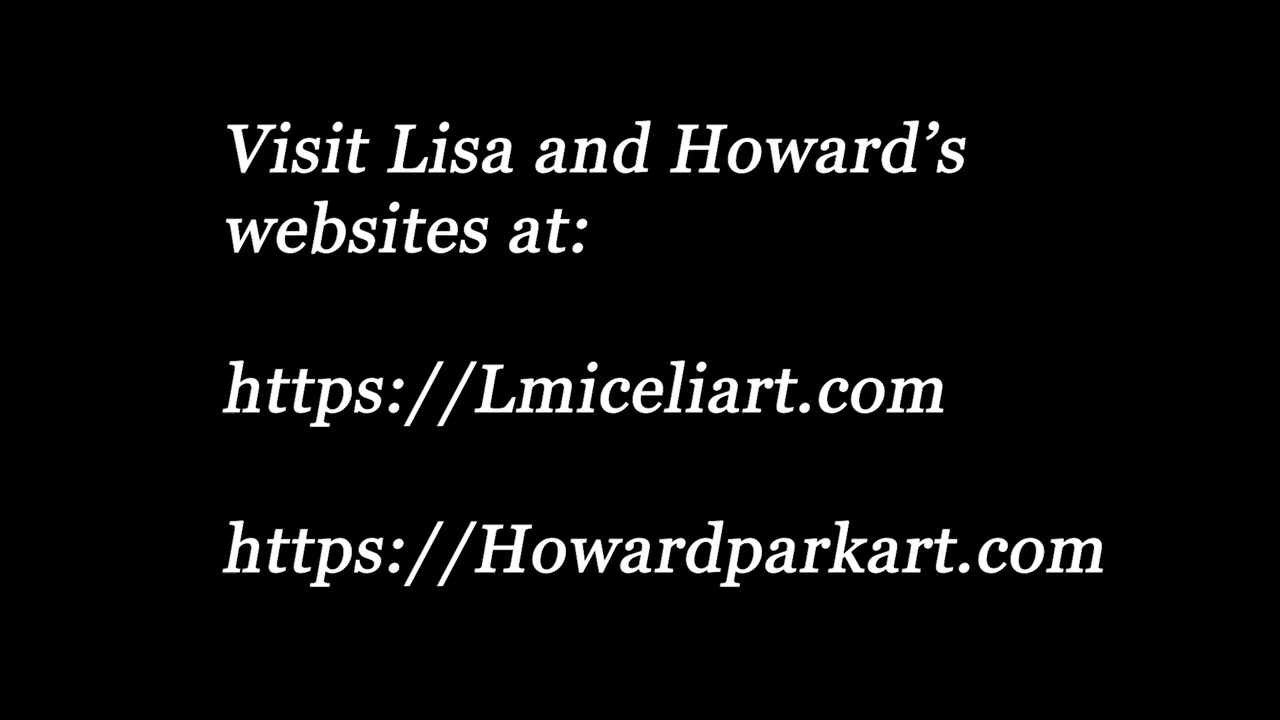 Visit Lisa and Howard’s
websites at:
https://Lmiceliart.com
https://Howardparkart.com